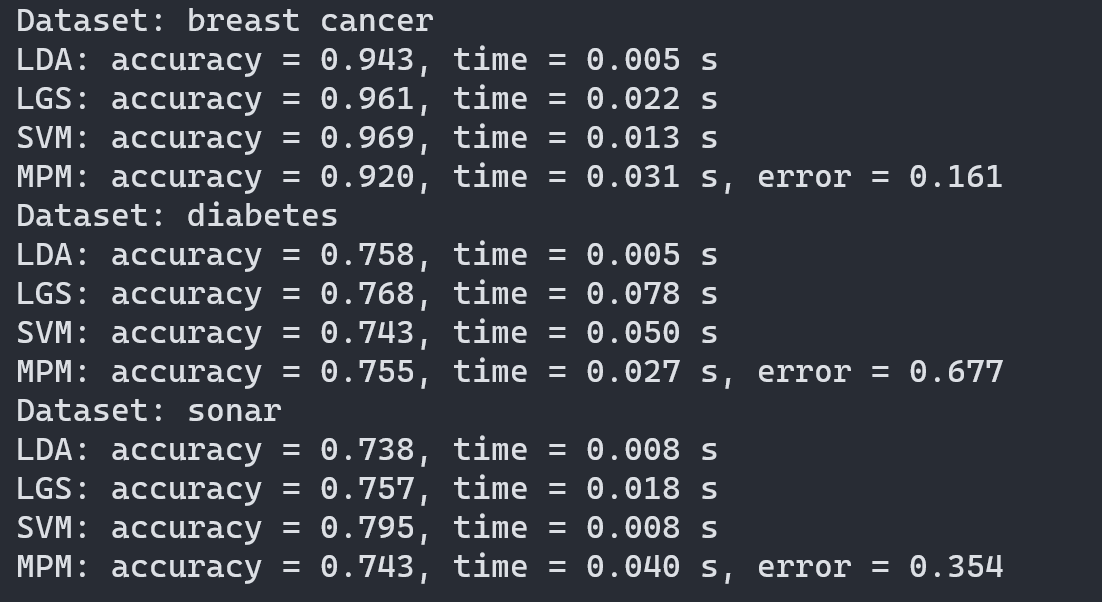 Dataset: breast cancer
LDA: accuracy = 0.943, time = 0.005 s
LGS: accuracy = 0.961, time = 0.022 s
SVM: accuracy = 0.969, time = 0.013 s
MPM: accuracy = 0.920, time = 0.031 s, error = 0.161
Dataset: diabetes
LDA: accuracy = 0.758, time = 0.005 s
LGS: accuracy = 0.768, time = 0.078 s
SVM: accuracy = 0.743, time = 0.050 s
MPM: accuracy = 0.755, time = 0.027 s, error = 0.677
Dataset: sonar
LDA: accuracy = 0.738, time = 0.008 s
LGS: accuracy = 0.757, time = 0.018 s
SVM: accuracy = 0.795, time = 0.008 s
MPM: accuracy = 0.743, time = 0.040 s, error = 0.354